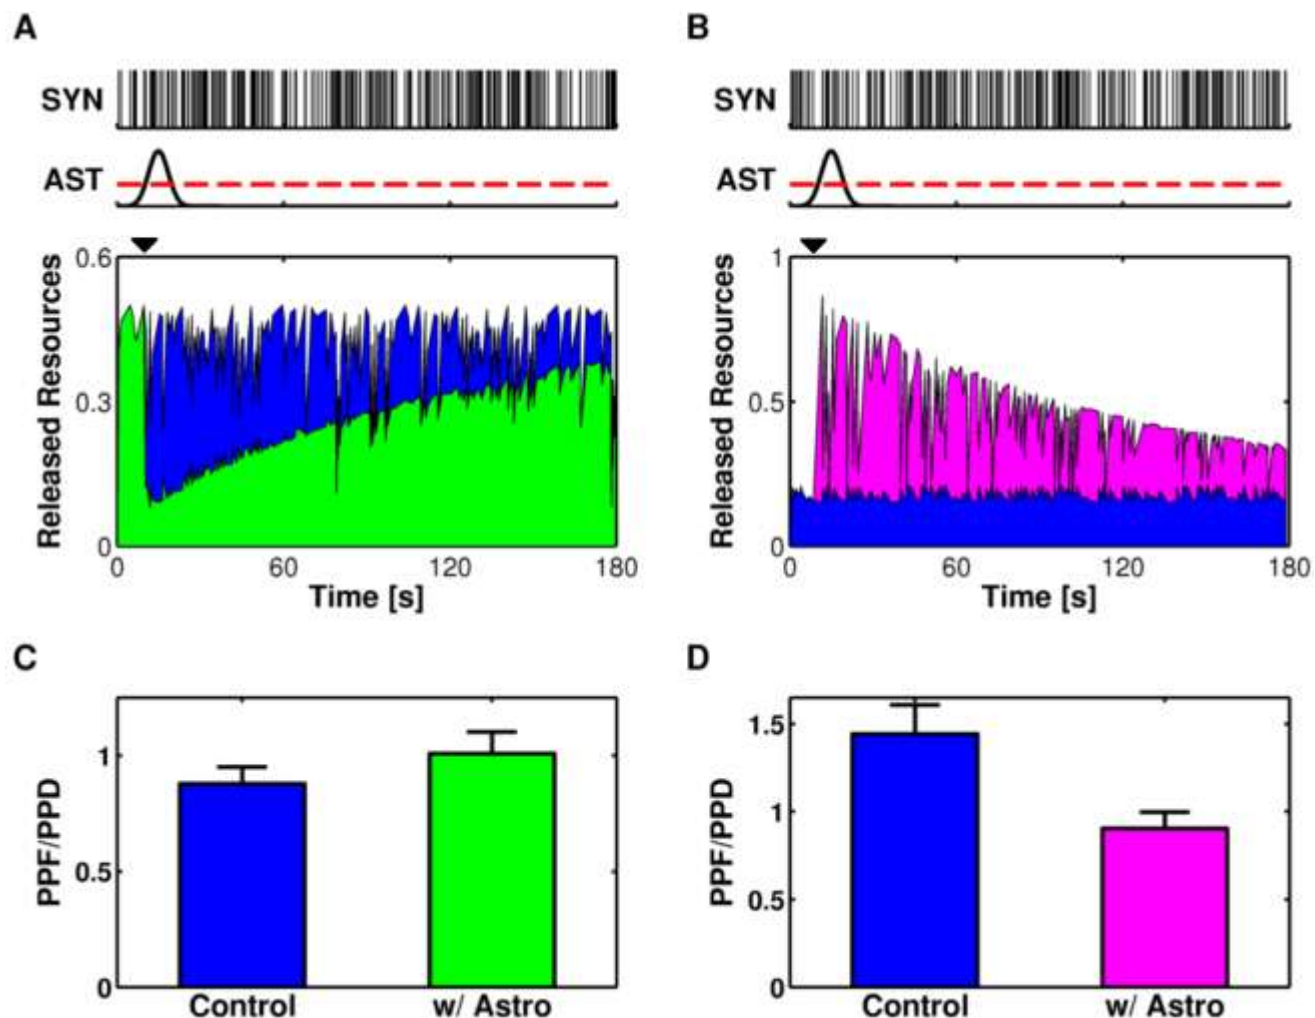 A
B
SYN
SYN
AST
AST
Released Resources
0.6
0.3
0
0
60
120
180
Time [s]
Released Resources
1
0.5
0
0
60
120
180
Time [s]
C
D
PPF/PPD
1
0.5
0
Control
w/ Astro
PPF/PPD
1.5
1
0.5
0
Control
w/ Astro